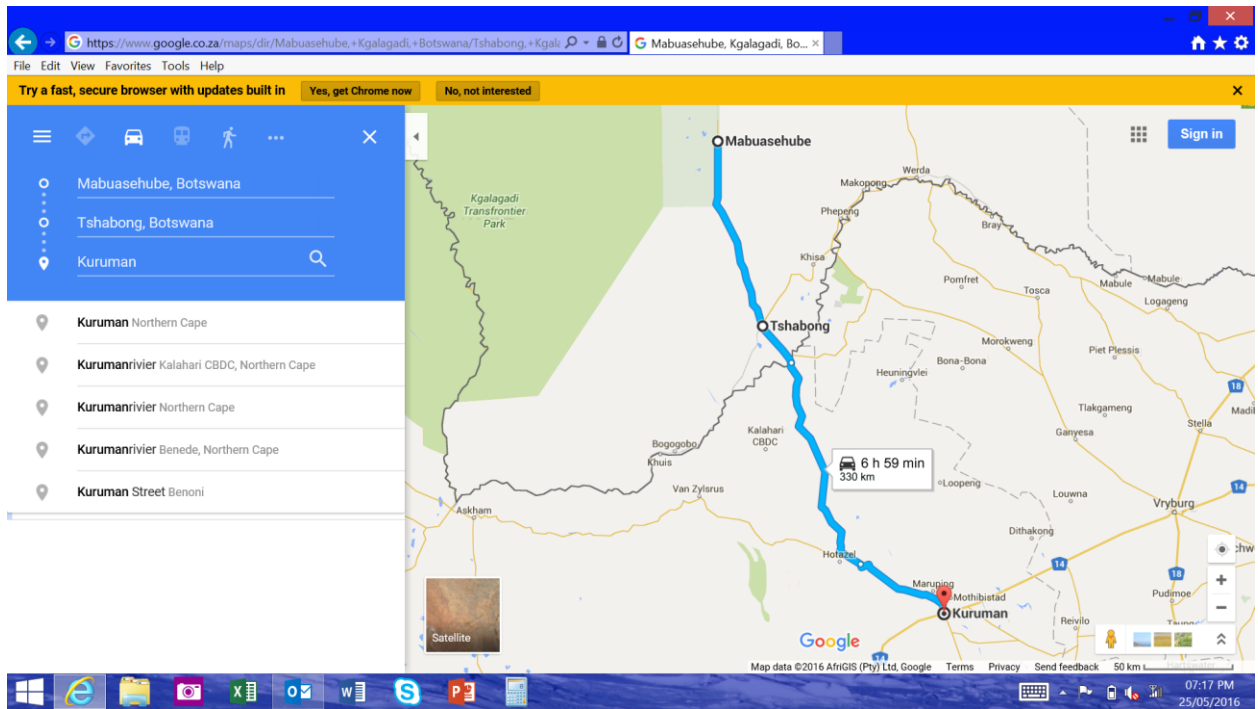 https://www.google.co.za/maps/dir/Mabuasehube,+Kgalagadi,+Botswana/Tshabong,+Kgal
G Mabuasehube, Kgalagadi, Bo... ×
File Edit View Favorites Tools Help
Try a fast, secure browser with updates built in
Yes, get Chrome now
No, not interested
Mabuasehube, Botswana
Tshabong, Botswana
Kuruman
Kuruman Northern Cape
Kurumanrivier Kalahari CBDC, Northern Cape
Kurumanrivier Northern Cape
Kurumanrivier Benede, Northern Cape
Kuruman Street Benoni
Sign in
Mabuasehube
Werda
Makopong
Kgalagadi
Transfrontier
Park
Phepeng
Bray
Khisa
Pomfret
Tosca
Mabule
Mabule
Logageng
Tshabong
Morokweng
Piet Plessis
Bona-Bona
Heuningvlei
18
Tlakgameng
Madi
Stella
Kalahari
CBDC
Ganyesa
Bogogobo
Khuis
6 h 59 min
330 km
Loopeng
14
Van Zylsrus
Louwna
Vryburg
Askham
Dithakong
Hotazel
14
chw
18
Maruping
Mothibistad
Pudimoe
Kuruman
Reivilo
Taung
Satellite
Google
Hartswater
Map data ©2016 AfriGIS (Pty) Ltd, Google Terms Privacy Send feedback 50 km
07:17 PM
25/05/2016